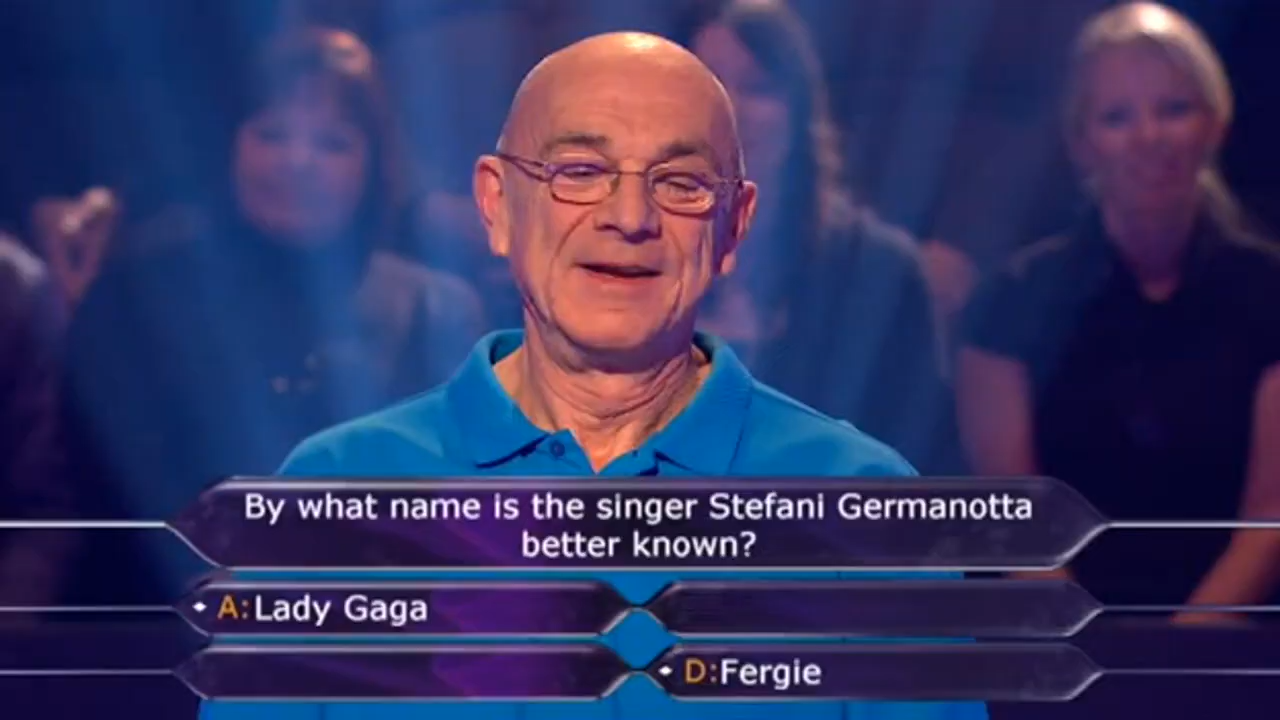 By what name is the singer Stefani Germanotta
better known?
A: Lady Gaga
D: Fergie